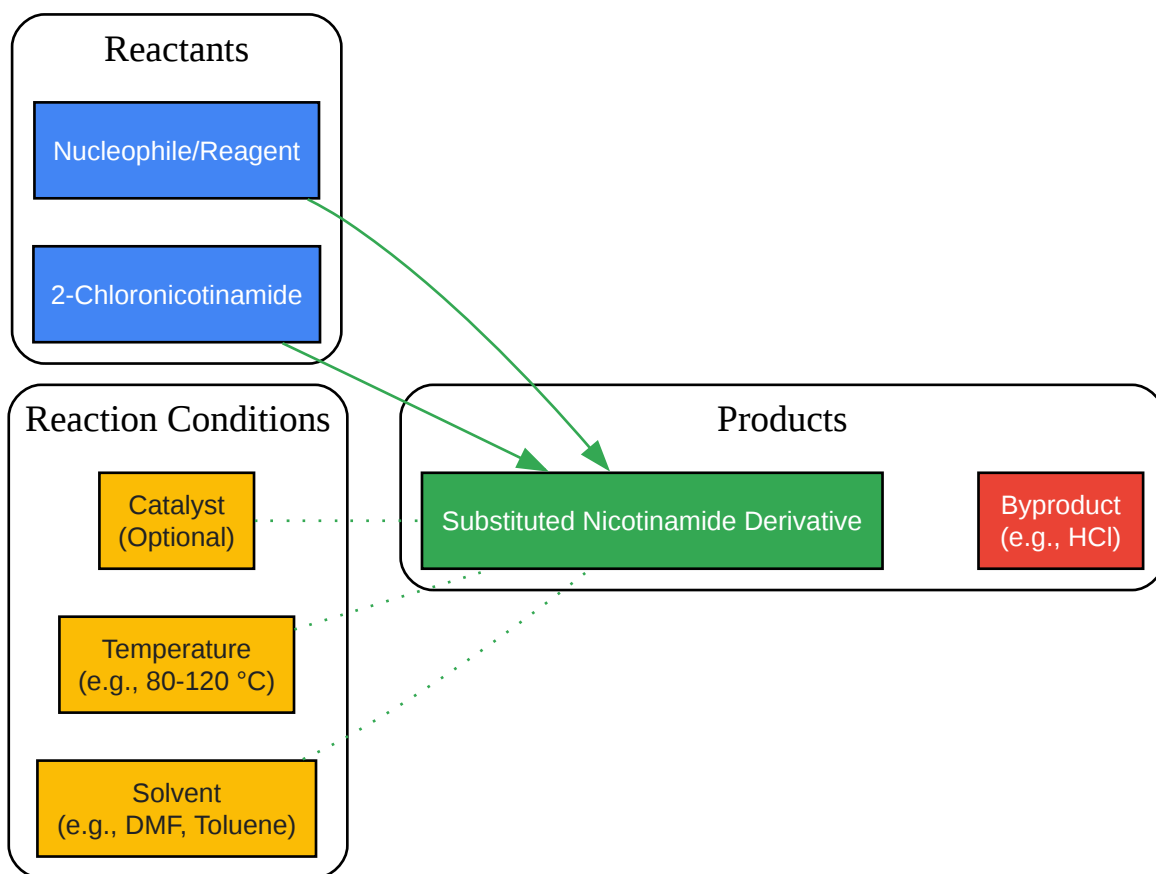 Reactants
Nucleophile/Reagent
2-Chloronicotinamide
Reaction Conditions
Catalyst
(Optional)
Temperature
(e.g., 80-120 °C)
Solvent
(e.g., DMF, Toluene)
Products
Substituted Nicotinamide Derivative
Byproduct
(e.g., HCl)